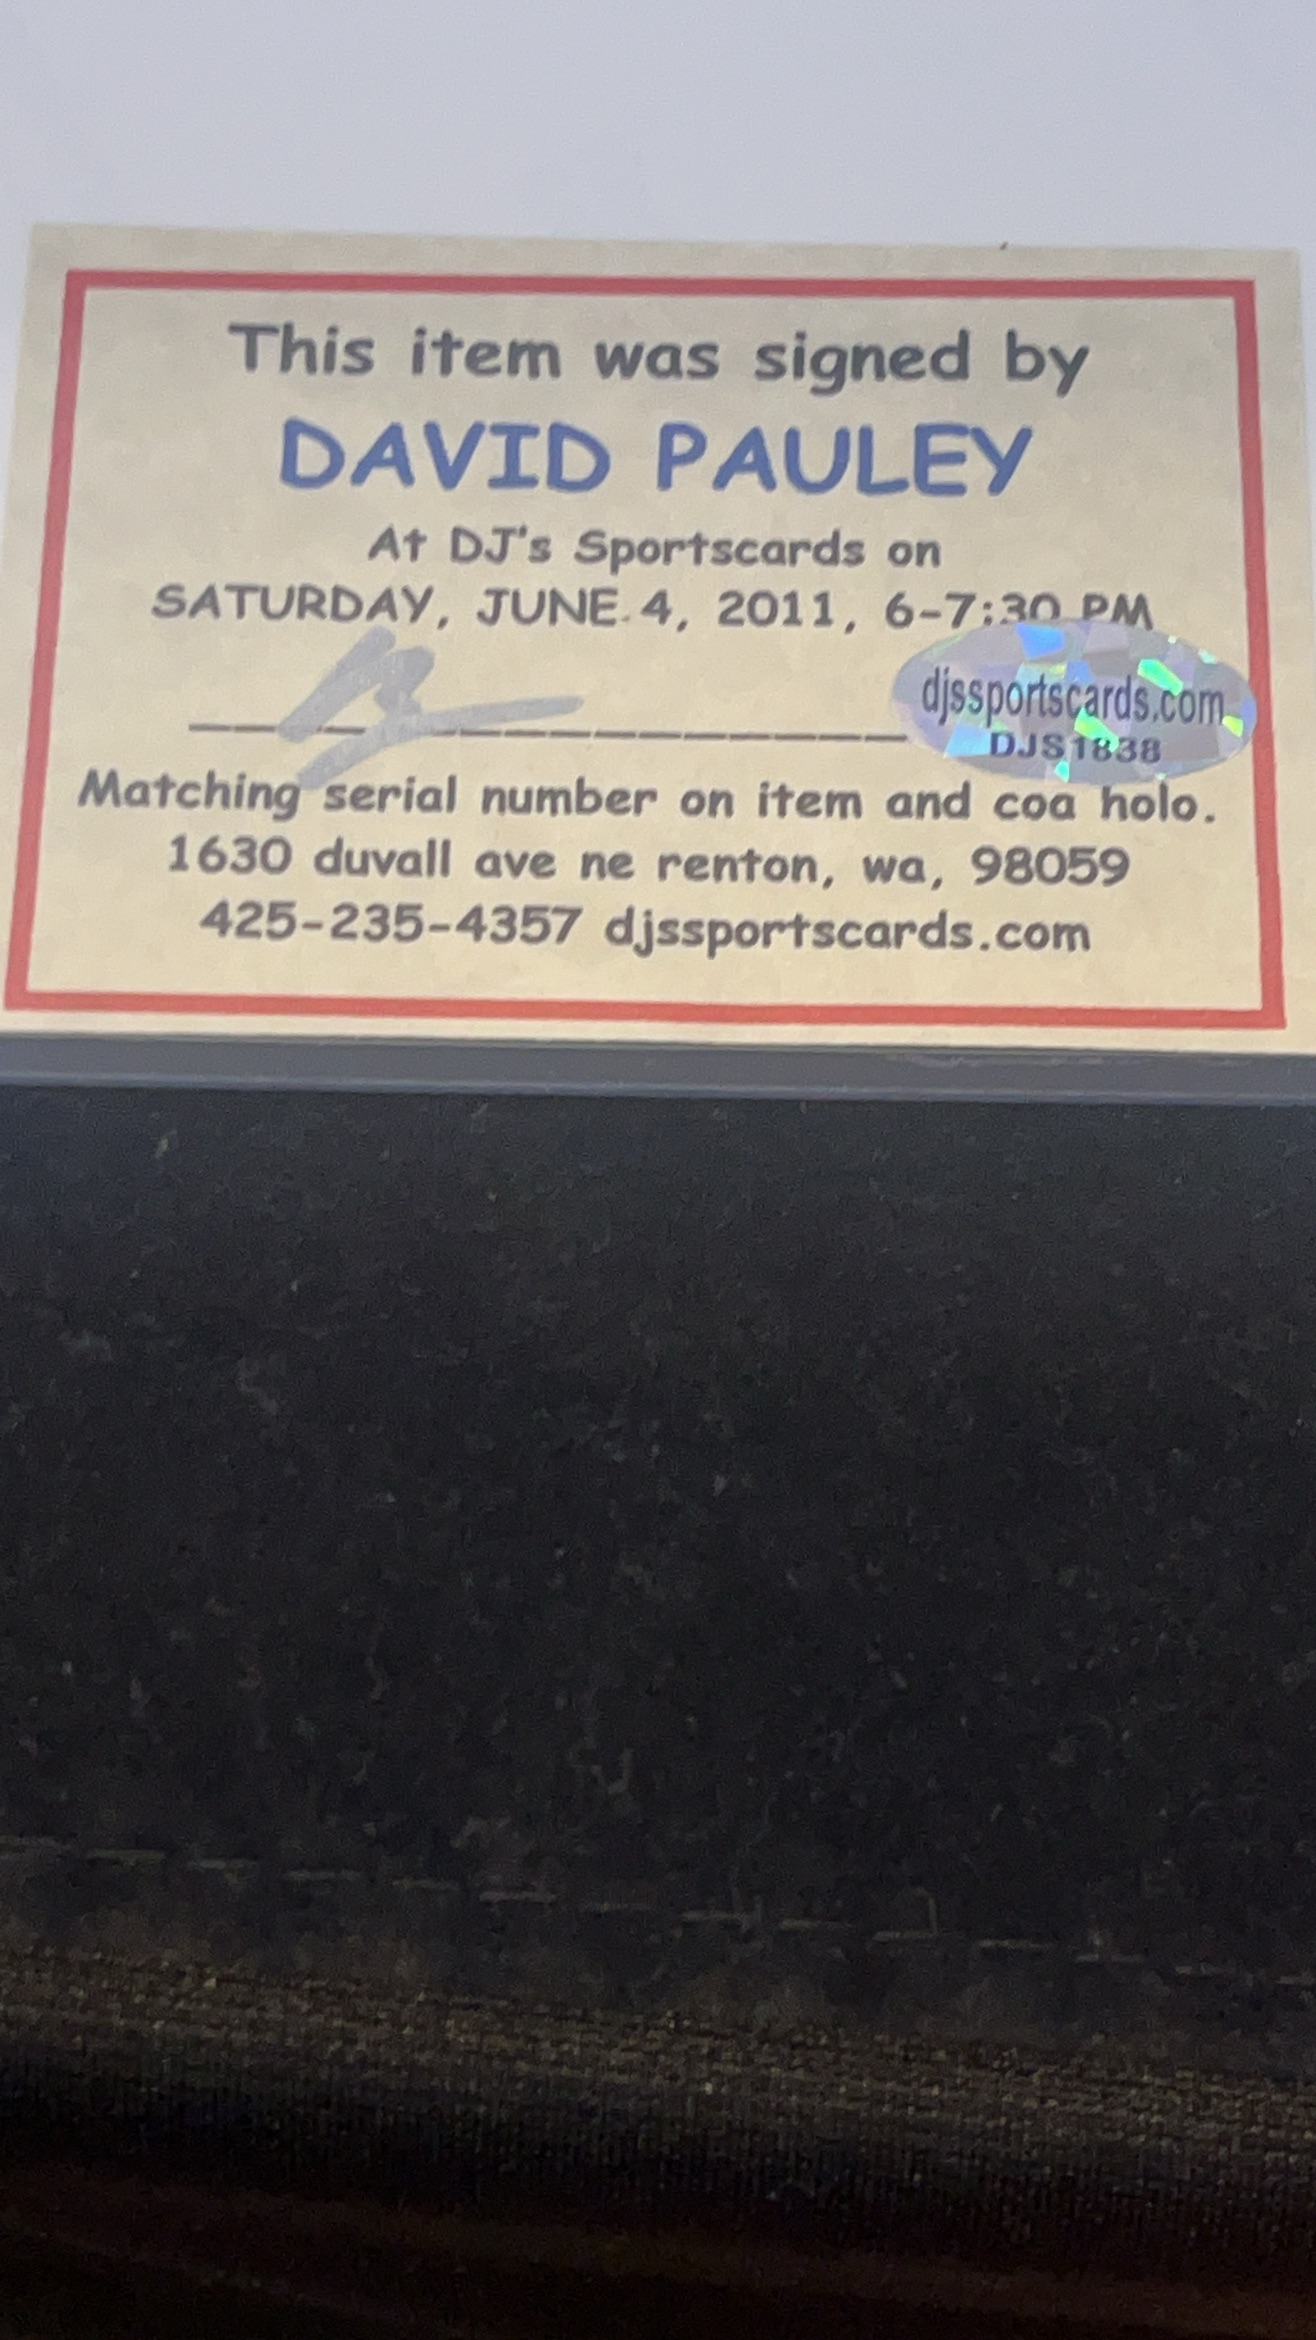 This item was signed by
DAVID PAULEY
At DJ's Sportscards on
SATURDAY, JUNE 4, 2011, 6-7:30 PM
djssportscards.com
DJS1838
Matching serial number on item and coa holo.
1630 duvall ave ne renton, wa, 98059
425-235-4357 djssportscards.com